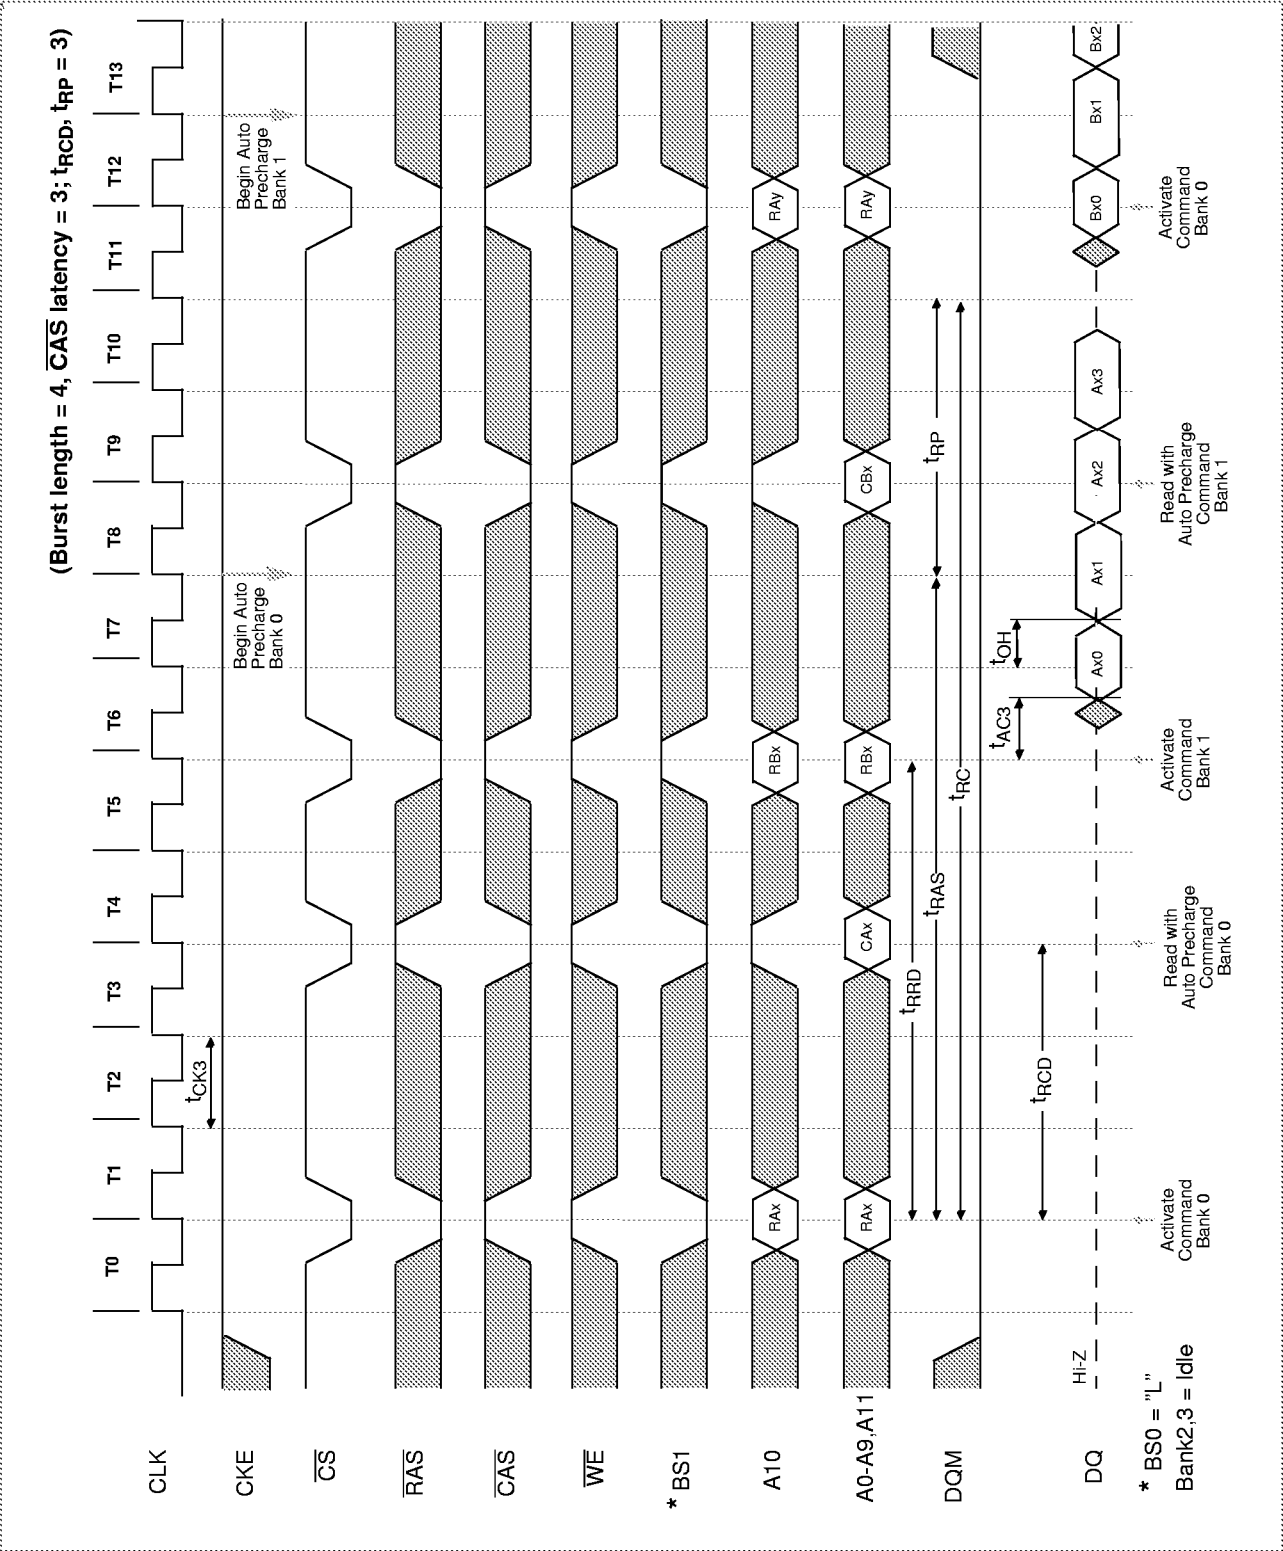 (Burst length = 4, CAS latency = 3; tRCD, tRP = 3)
T0 T1 T2 T3 T4 T5 T6 T7 T8 T9 T10 T11 T12 T13
CLK
tCK3
CKE
Begin Auto
Precharge
Bank 0
Begin Auto
Precharge
Bank 1
CS
RAS
CAS
WE
* BS1
A10
RAx RBx RAy
A0-A9,A11
RAx CAx RBx CBx RAy
tRRD
tRAS tRP
DQM
tRC
tAC3 tOH
tRCD
Hi-Z
DQ
Ax0 Ax1 Ax2 Ax3 Bx0 Bx1 Bx2
* BS0 = "L"
Bank2,3 = Idle
Activate
Command
Bank 0
Read with
Auto Precharge
Command
Bank 0
Activate
Command
Bank 1
Read with
Auto Precharge
Command
Bank 1
Activate
Command
Bank 0